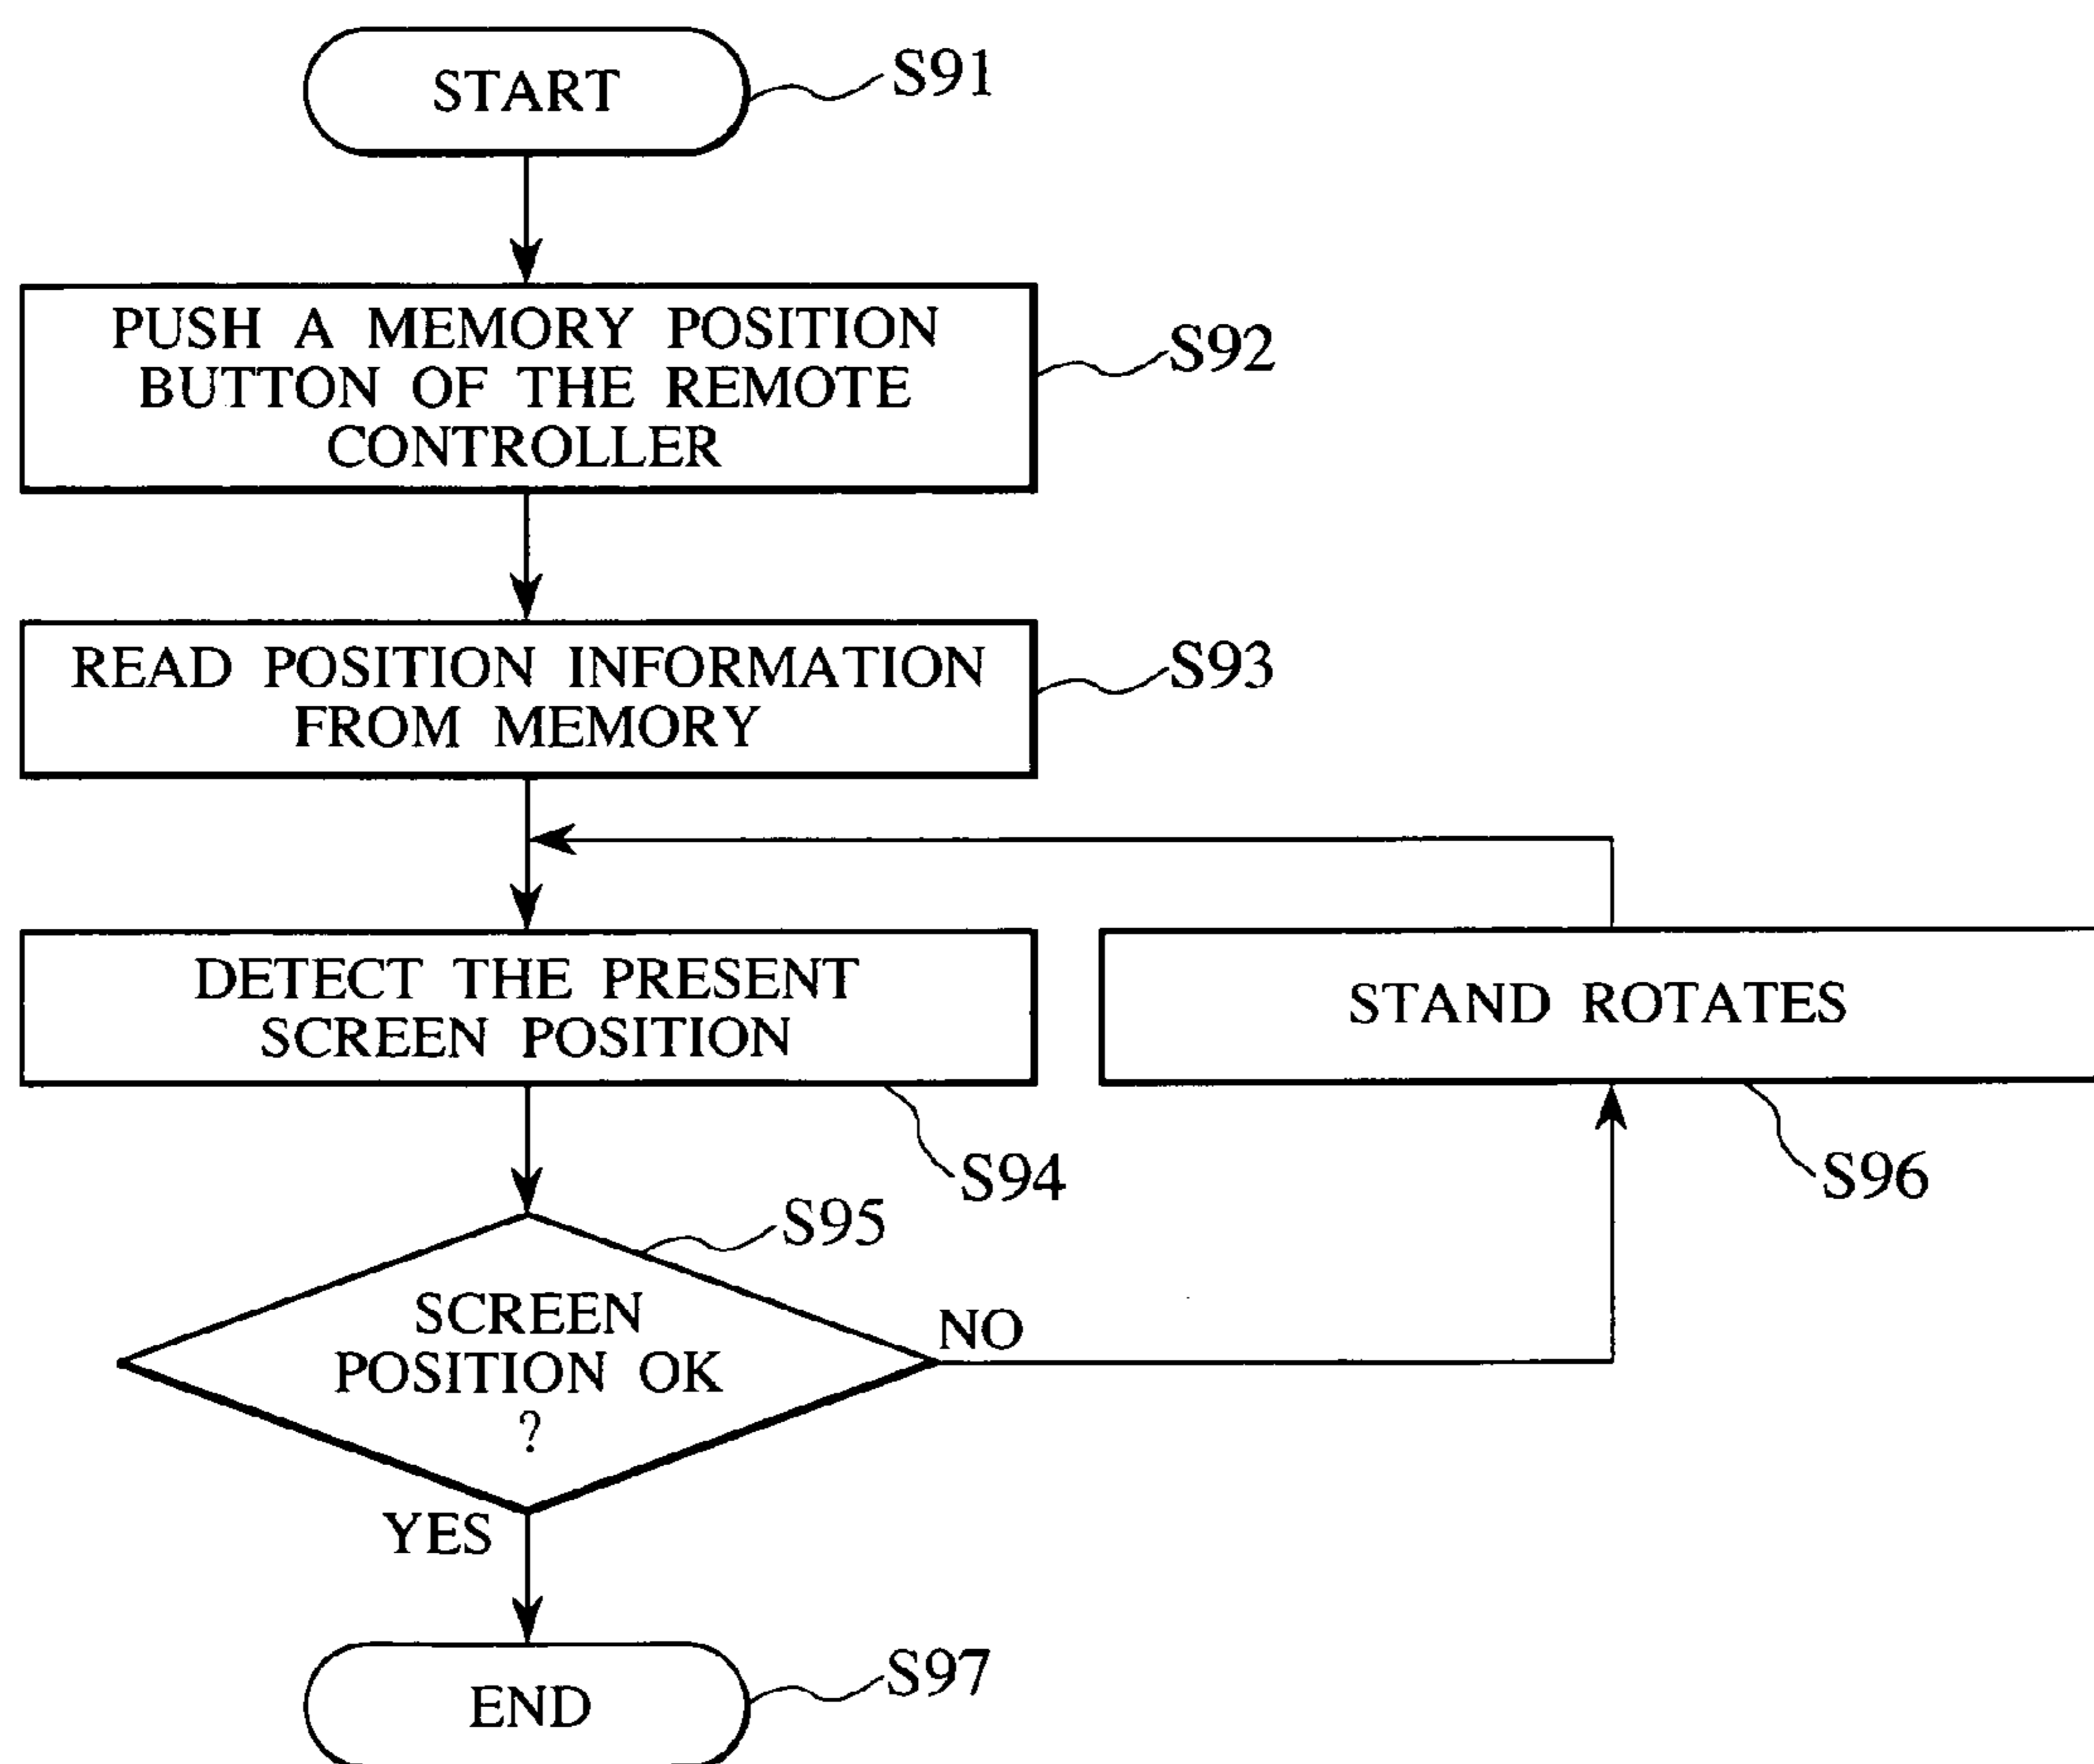 START
S91
PUSH A MEMORY POSITION
BUTTON OF THE REMOTE
CONTROLLER
S92
READ POSITION INFORMATION
FROM MEMORY
S93
DETECT THE PRESENT
SCREEN POSITION
S94
STAND ROTATES
S96
SCREEN
POSITION OK
?
S95
NO
YES
END
S97